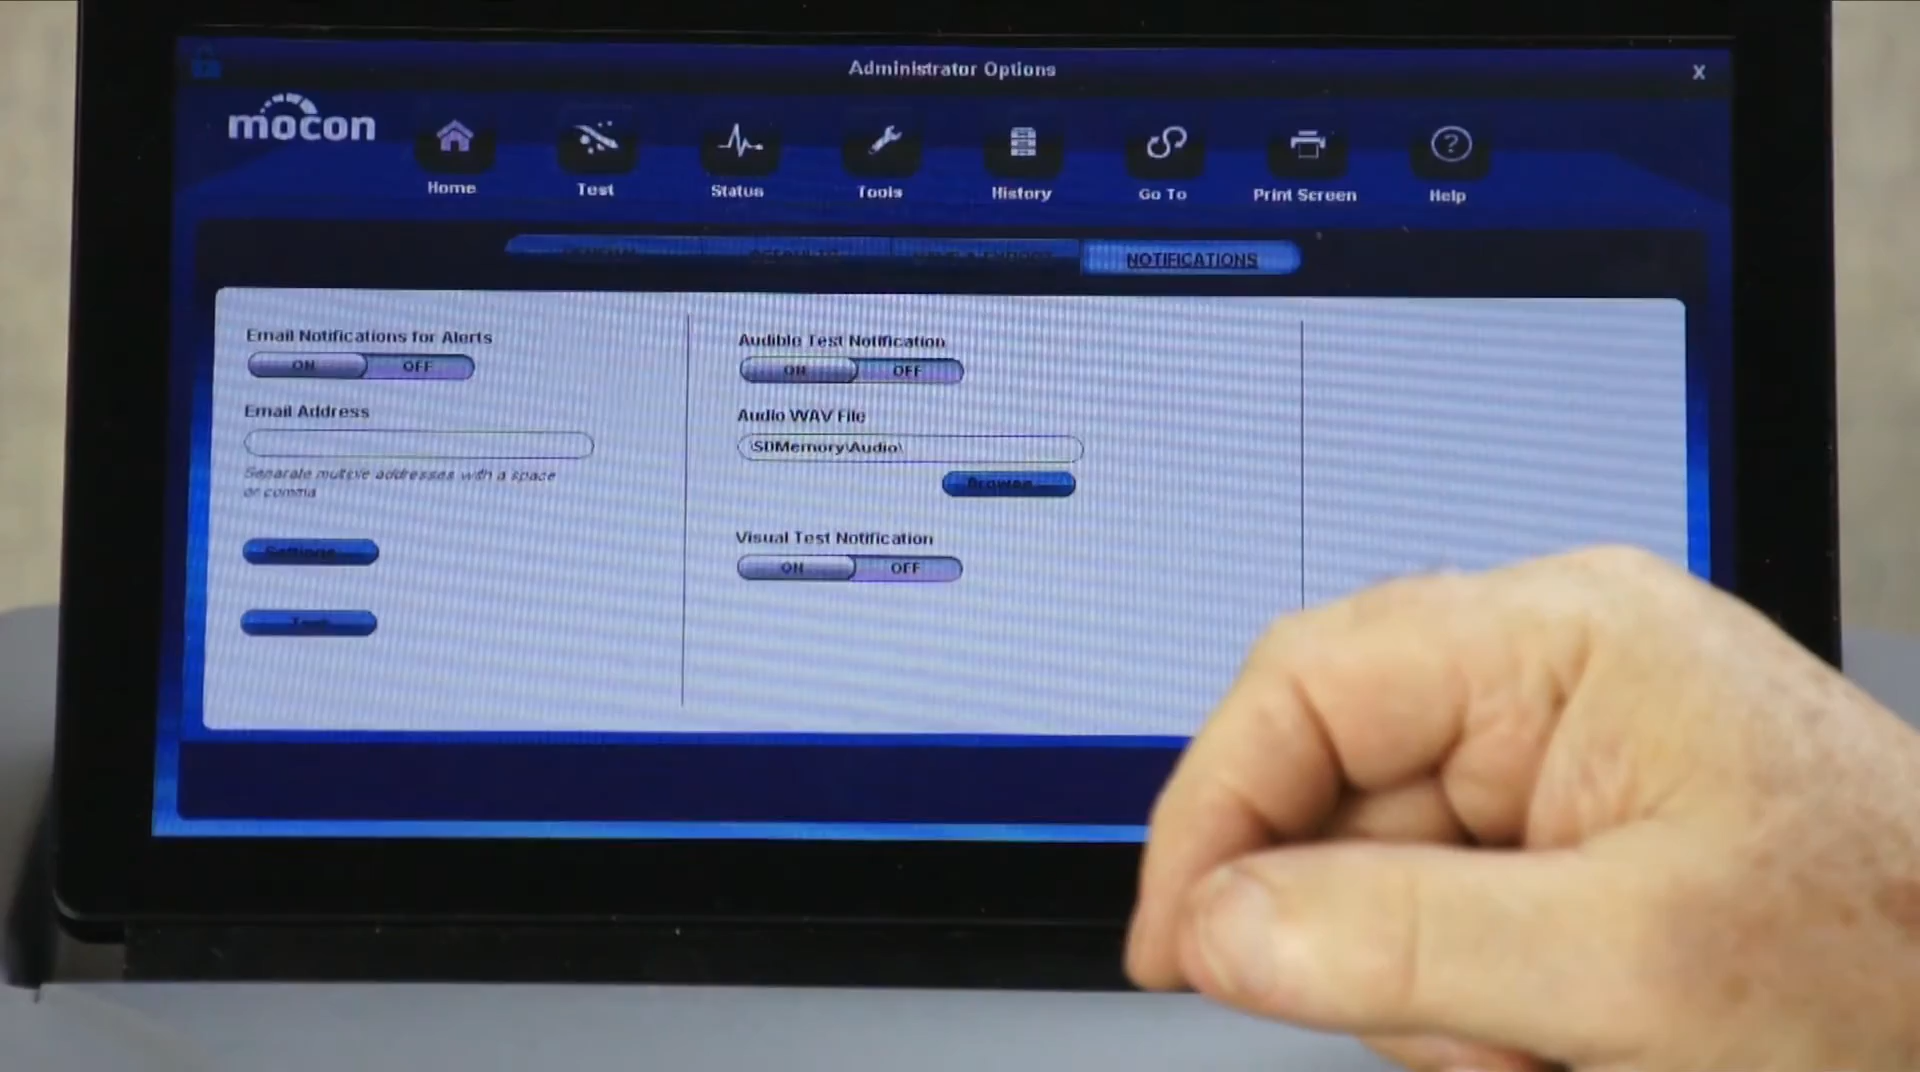 Administrator Options
X
mocon
Home
Test
Status
Tools
History
Go To
Print Screen
Help
NOTIFICATIONS
Email Notifications for Alerts
ON OFF
Email Address
Separate multiple addresses with a space
or comma
Settings...
Audible Test Notification
ON OFF
Audio WAV File
\SDMemory\Audio\
Browse...
Visual Test Notification
ON OFF